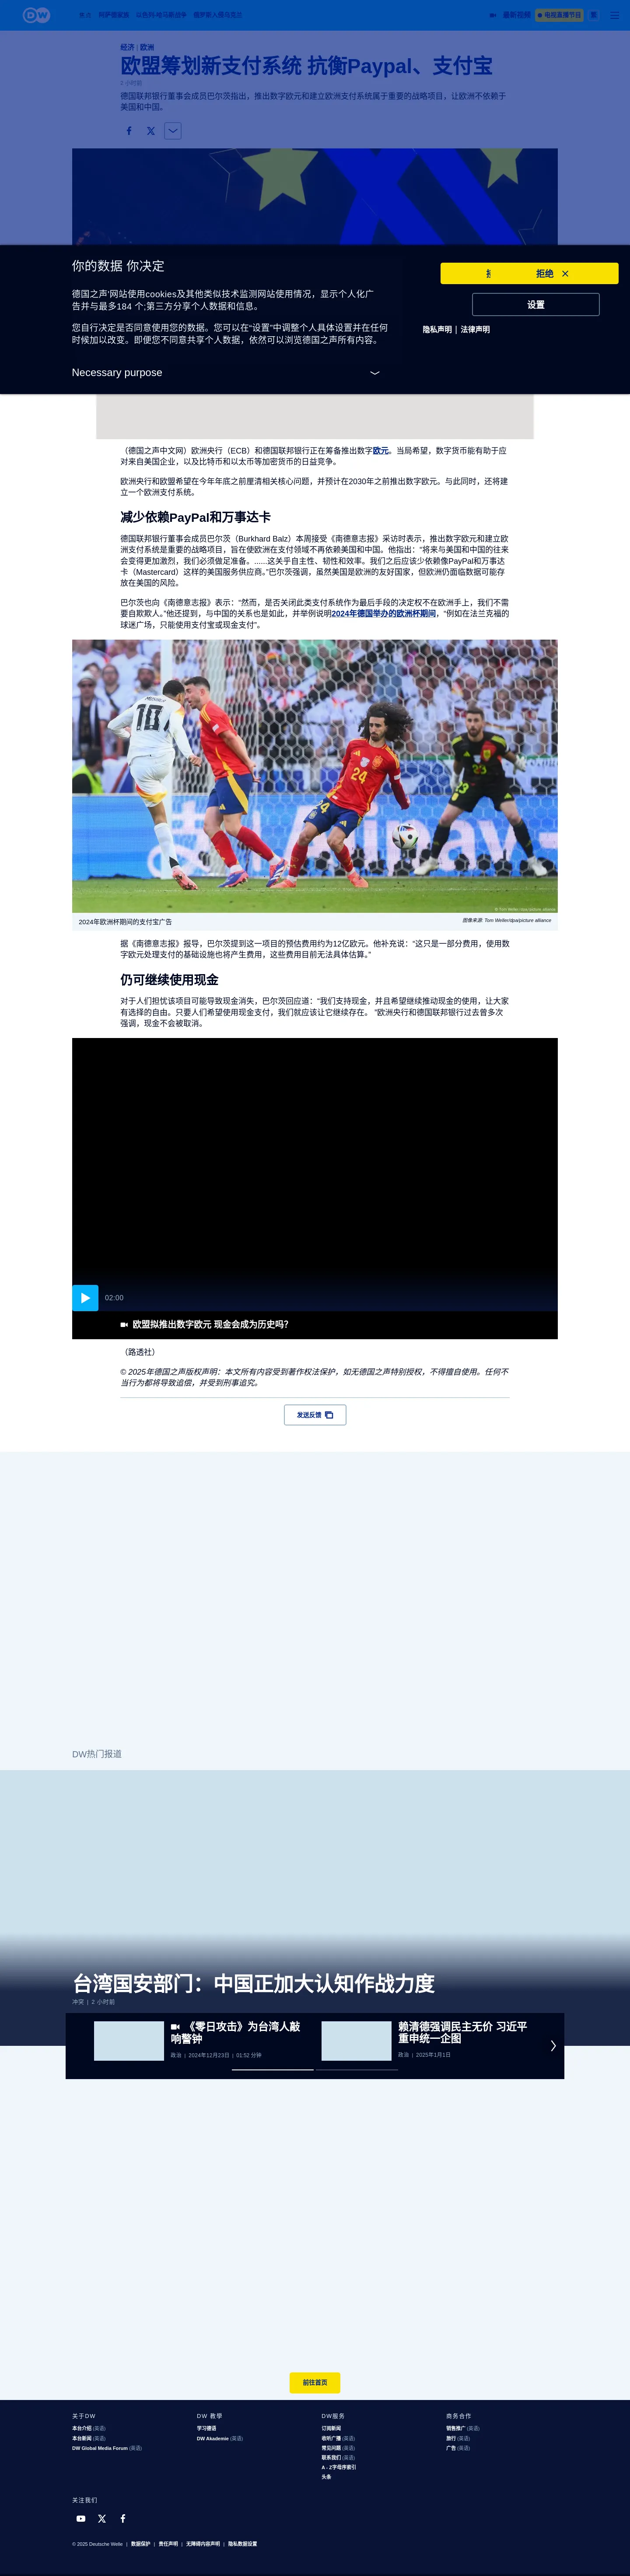 DW
以色列-哈马斯战争
俄罗斯入侵乌克兰
最新视频
电视直播节目
繁
经济 | 欧洲
欧盟筹划新支付系统 抗衡Paypal、支付宝
2 小时前
德国联邦银行董事会成员巴尔茨指出，推出数字欧元和建立欧洲支付系统属于重要的战略项目，让欧洲不依赖于
美国和中国。
你的数据 你决定
德国之声'网站使用cookies及其他类似技术监测网站使用情况，显示个人化广
告并与最多184 个;第三方分享个人数据和信息。
您自行决定是否同意使用您的数据。您可以在"设置"中调整个人具体设置并在任何
时候加以改变。即便您不同意共享个人数据，依然可以浏览德国之声所有内容。
Necessary purpose
拒绝
设置
隐私声明 | 法律声明
（德国之声中文网）欧洲央行（ECB）和德国联邦银行正在筹备推出数字欧元。当局希望，数字货币能有助于应
对来自美国企业，以及比特币和以太币等加密货币的日益竞争。
欧洲央行和欧盟希望在今年年底之前厘清相关核心问题，并预计在2030年之前推出数字欧元。与此同时，还将建
立一个欧洲支付系统。
减少依赖PayPal和万事达卡
德国联邦银行董事会成员巴尔茨（Burkhard Balz）本周接受《南德意志报》采访时表示，推出数字欧元和建立欧
洲支付系统是重要的战略项目，旨在使欧洲在支付领域不再依赖美国和中国。他指出："将来与美国和中国的往来
会变得更加激烈，我们必须做足准备。......这关乎自主性、韧性和效率。我们之后应该少依赖像PayPal和万事达
卡（Mastercard）这样的美国服务供应商。"巴尔茨强调，虽然美国是欧洲的友好国家，但欧洲仍面临数据可能存
放在美国的风险。
巴尔茨也向《南德意志报》表示："然而，是否关闭此类支付系统作为最后手段的决定权不在欧洲手上，我们不需
要自欺欺人。"他还提到，与中国的关系也是如此，并举例说明2024年德国举办的欧洲杯期间，"例如在法兰克福的
球迷广场，只能使用支付宝或现金支付"。
10
24
© Tom Weller/dpa/picture alliance
2024年欧洲杯期间的支付宝广告
图像来源: Tom Weller/dpa/picture alliance
据《南德意志报》报导，巴尔茨提到这一项目的预估费用约为12亿欧元。他补充说："这只是一部分费用，使用数
字欧元处理支付的基础设施也将产生费用，这些费用目前无法具体估算。"
仍可继续使用现金
对于人们担忧该项目可能导致现金消失，巴尔茨回应道："我们支持现金，并且希望继续推动现金的使用，让大家
有选择的自由。只要人们希望使用现金支付，我们就应该让它继续存在。 "欧洲央行和德国联邦银行过去曾多次
强调，现金不会被取消。
02:00
欧盟拟推出数字欧元 现金会成为历史吗？
（路透社）
© 2025年德国之声版权声明：本文所有内容受到著作权法保护，如无德国之声特别授权，不得擅自使用。任何不
当行为都将导致追偿，并受到刑事追究。
发送反馈
DW热门报道
台湾国安部门：中国正加大认知作战力度
冲突 | 2 小时前
《零日攻击》为台湾人敲
响警钟
政治 | 2024年12月23日 | 01:52 分钟
赖清德强调民主无价 习近平
重申统一企图
政治 | 2025年1月1日
前往首页
关于DW
本台介绍 (英语)
本台新闻 (英语)
DW Global Media Forum (英语)
DW 教學
学习德语
DW Akademie (英语)
DW服务
订阅新闻
收听广播 (英语)
常见问题 (英语)
联系我们 (英语)
A - Z字母序索引
头条
商务合作
销售推广 (英语)
旅行 (英语)
广告 (英语)
关注我们
© 2025 Deutsche Welle | 数据保护 | 责任声明 | 无障碍内容声明 | 隐私数据设置